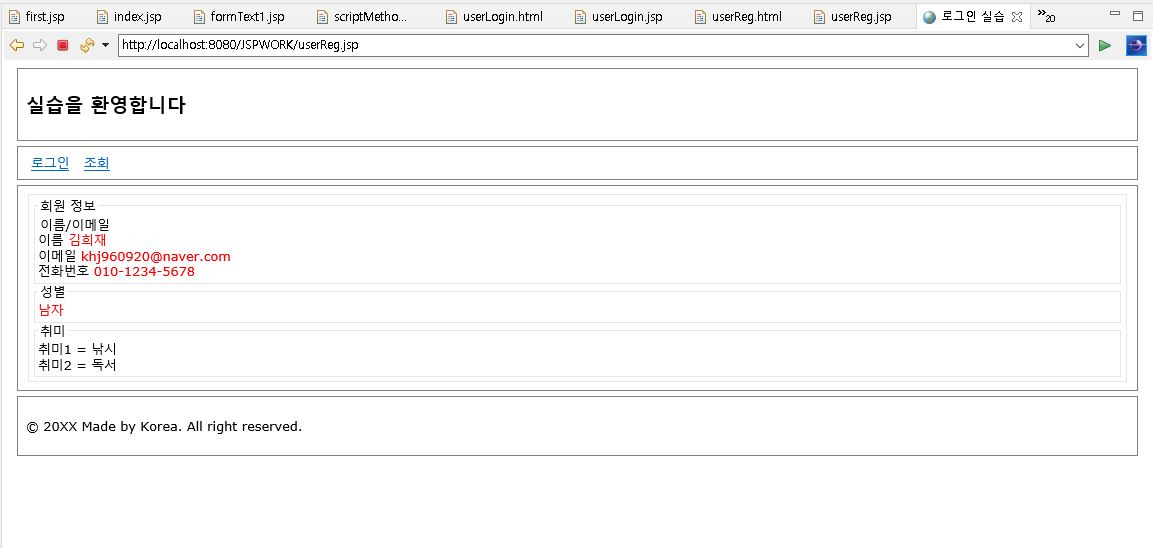 first.jsp index.jsp formText1.jsp scriptMetho... userLogin.html userLogin.jsp userReg.html userReg.jsp 로그인 실습 »20
http://localhost:8080/JSPWORK/userReg.jsp
실습을 환영합니다
로그인 조회
회원 정보
이름/이메일
이름 김희재
이메일 khj960920@naver.com
전화번호 010-1234-5678
성별
남자
취미
취미1 = 낚시
취미2 = 독서
© 20XX Made by Korea. All right reserved.